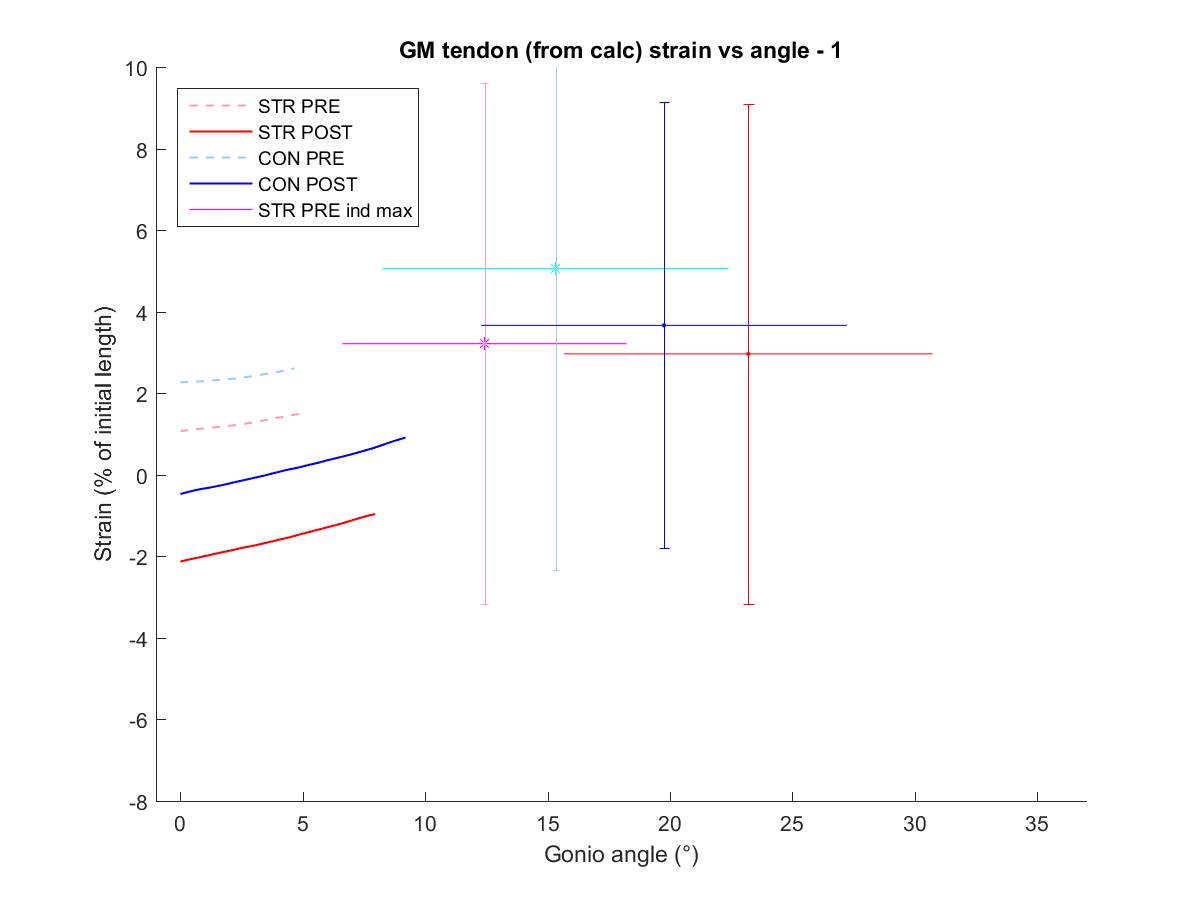 GM tendon (from calc) strain vs angle - 1
10
8
6
4
2
0
-2
-4
-6
-8
Strain (% of initial length)
STR PRE
STR POST
CON PRE
CON POST
STR PRE ind max
0 5 10 15 20 25 30 35
Gonio angle (°)